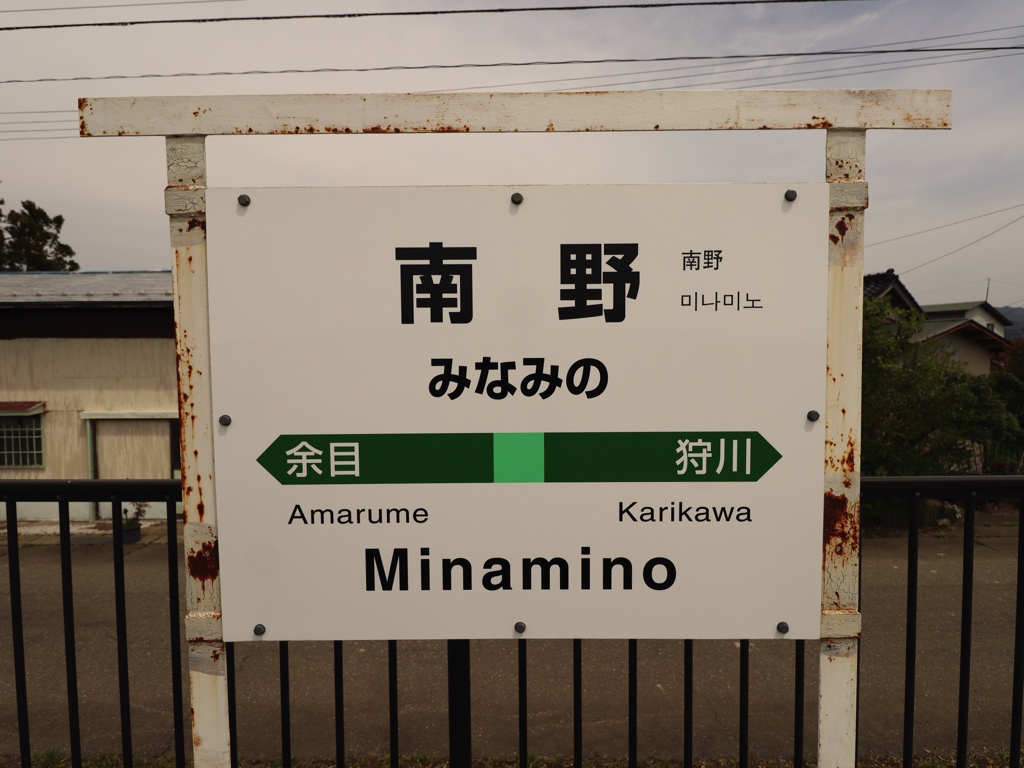 南野
南野
미나미노
みなみの
余目 狩川
Amarume Karikawa
Minamino